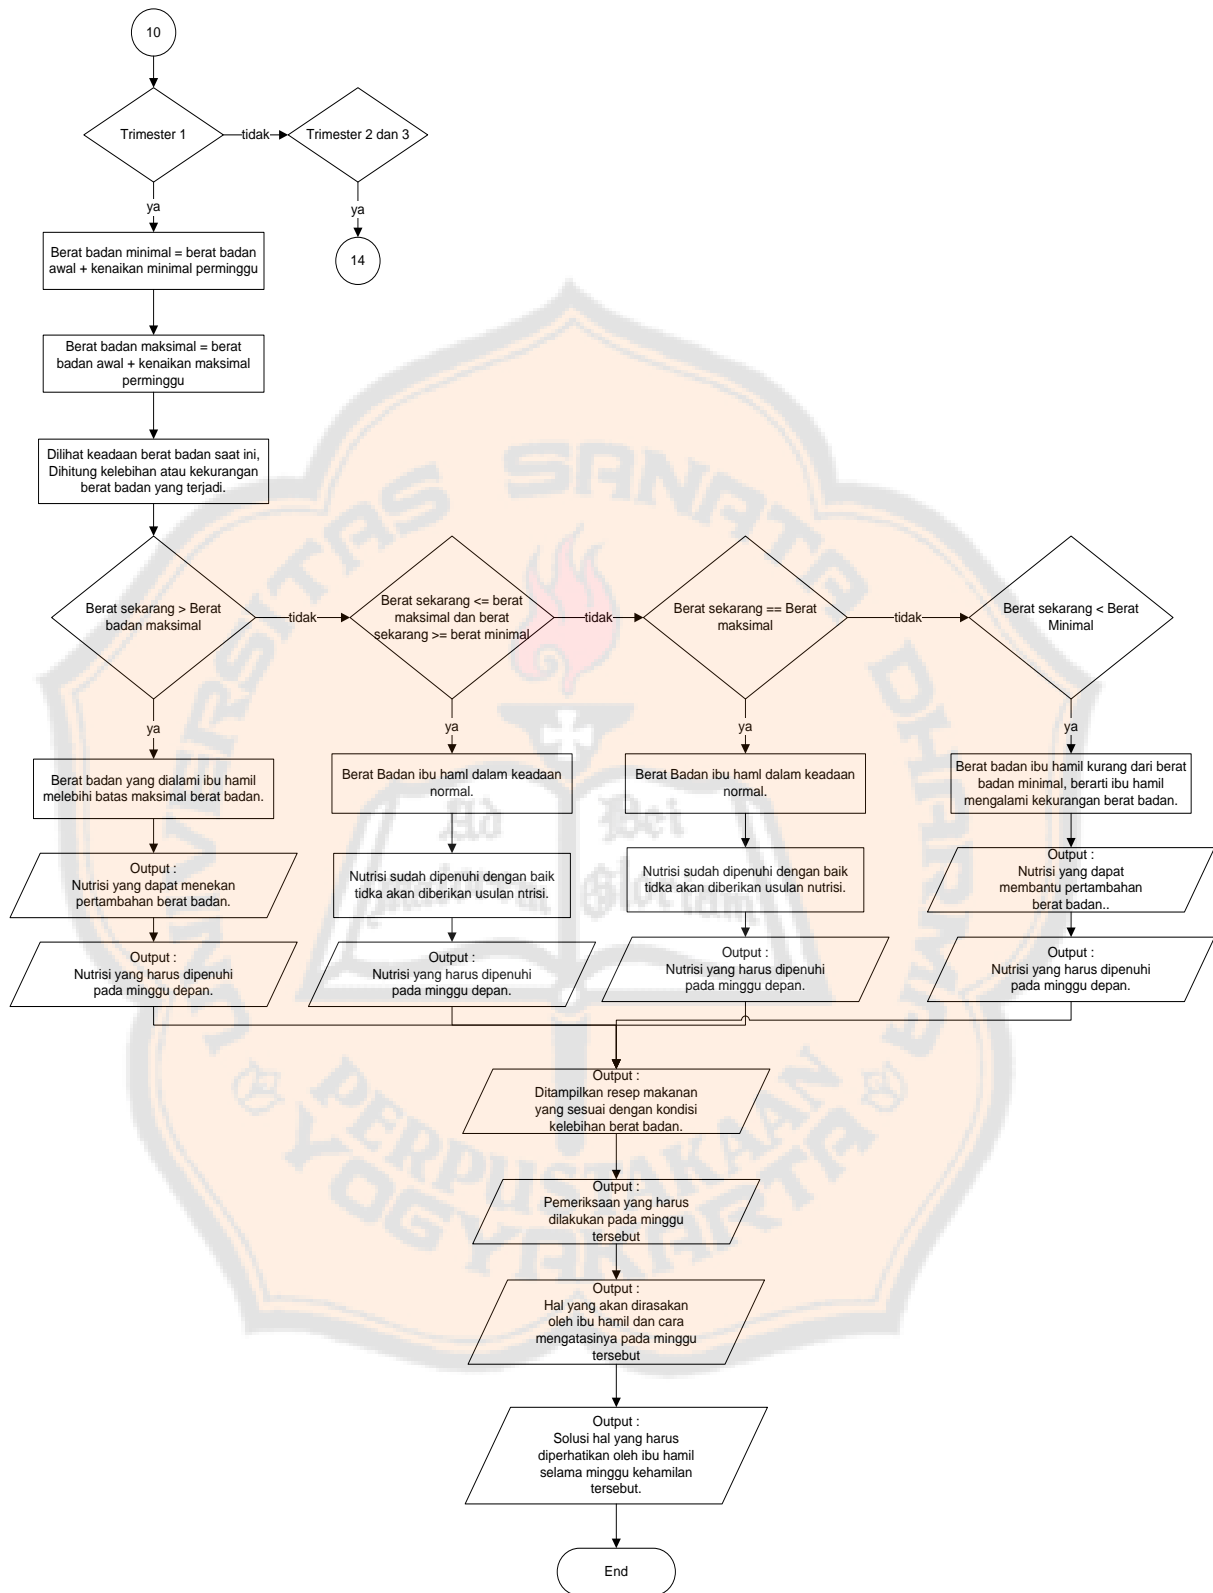 10
Trimester 1
tidak
Trimester 2 dan 3
ya
ya
Berat badan minimal = berat badan
awal + kenaikan minimal perminggu
14
Berat badan maksimal = berat
badan awal + kenaikan maksimal
perminggu
Dilihat keadaan berat badan saat ini,
Dihitung kelebihan atau kekurangan
berat badan yang terjadi.
Berat sekarang > Berat
badan maksimal
tidak
Berat sekarang <= berat
maksimal dan berat
sekarang >= berat minimal
tidak
Berat sekarang == Berat
maksimal
tidak
Berat sekarang < Berat
Minimal
ya
ya
ya
ya
Berat badan yang dialami ibu hamil
melebihi batas maksimal berat badan.
Berat Badan ibu haml dalam keadaan
normal.
Berat Badan ibu haml dalam keadaan
normal.
Berat badan ibu hamil kurang dari berat
badan minimal, berarti ibu hamil
mengalami kekurangan berat badan.
Output :
Nutrisi yang dapat menekan
pertambahan berat badan.
Nutrisi sudah dipenuhi dengan baik
tidka akan diberikan usulan ntrisi.
Nutrisi sudah dipenuhi dengan baik
tidka akan diberikan usulan nutrisi.
Output :
Nutrisi yang dapat
membantu pertambahan
berat badan..
Output :
Nutrisi yang harus dipenuhi
pada minggu depan.
Output :
Nutrisi yang harus dipenuhi
pada minggu depan.
Output :
Nutrisi yang harus dipenuhi
pada minggu depan.
Output :
Nutrisi yang harus dipenuhi
pada minggu depan.
Output :
Ditampilkan resep makanan
yang sesuai dengan kondisi
kelebihan berat badan.
Output :
Pemeriksaan yang harus
dilakukan pada minggu
tersebut
Output :
Hal yang akan dirasakan
oleh ibu hamil dan cara
mengatasinya pada minggu
tersebut
Output :
Solusi hal yang harus
diperhatikan oleh ibu hamil
selama minggu kehamilan
tersebut.
End
UNIVERSITAS SANATA DHARMA
Ad Dei
Gloriam
PERPUSTAKAAN
YOGYAKARTA